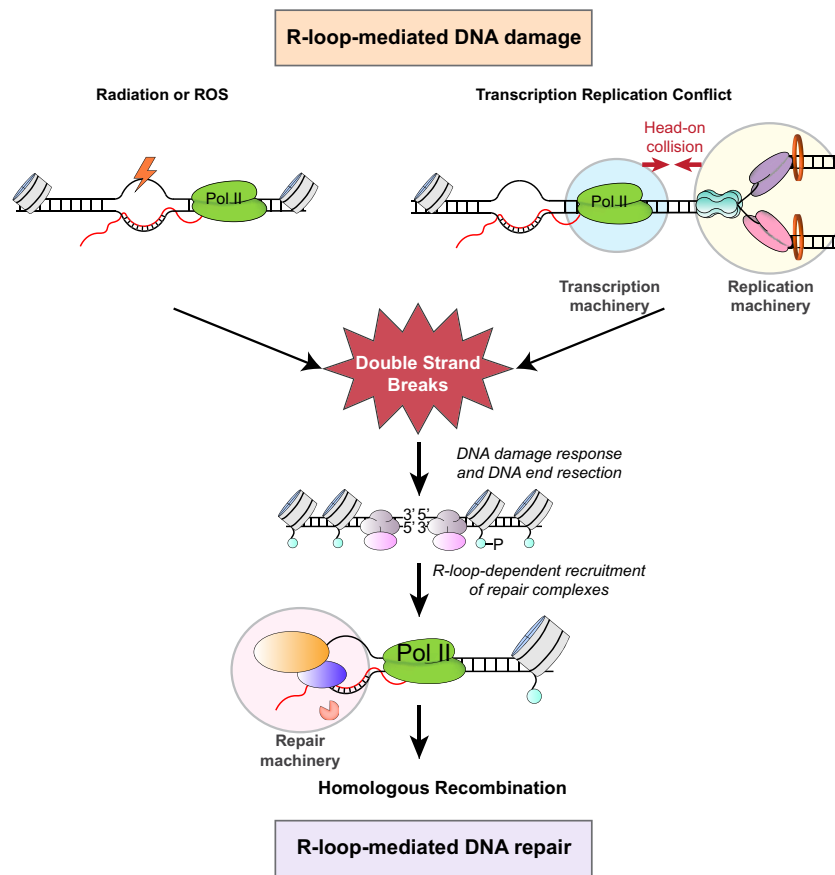 R-loop-mediated DNA damage
Radiation or ROS
Transcription Replication Conflict
Head-on
collision
Pol II
Pol II
Transcription
machinery
Replication
machinery
Double Strand
Breaks
DNA damage response
and DNA end resection
3' 5'
5' 3'
P
R-loop-dependent recruitment
of repair complexes
Pol II
Repair
machinery
Homologous Recombination
R-loop-mediated DNA repair